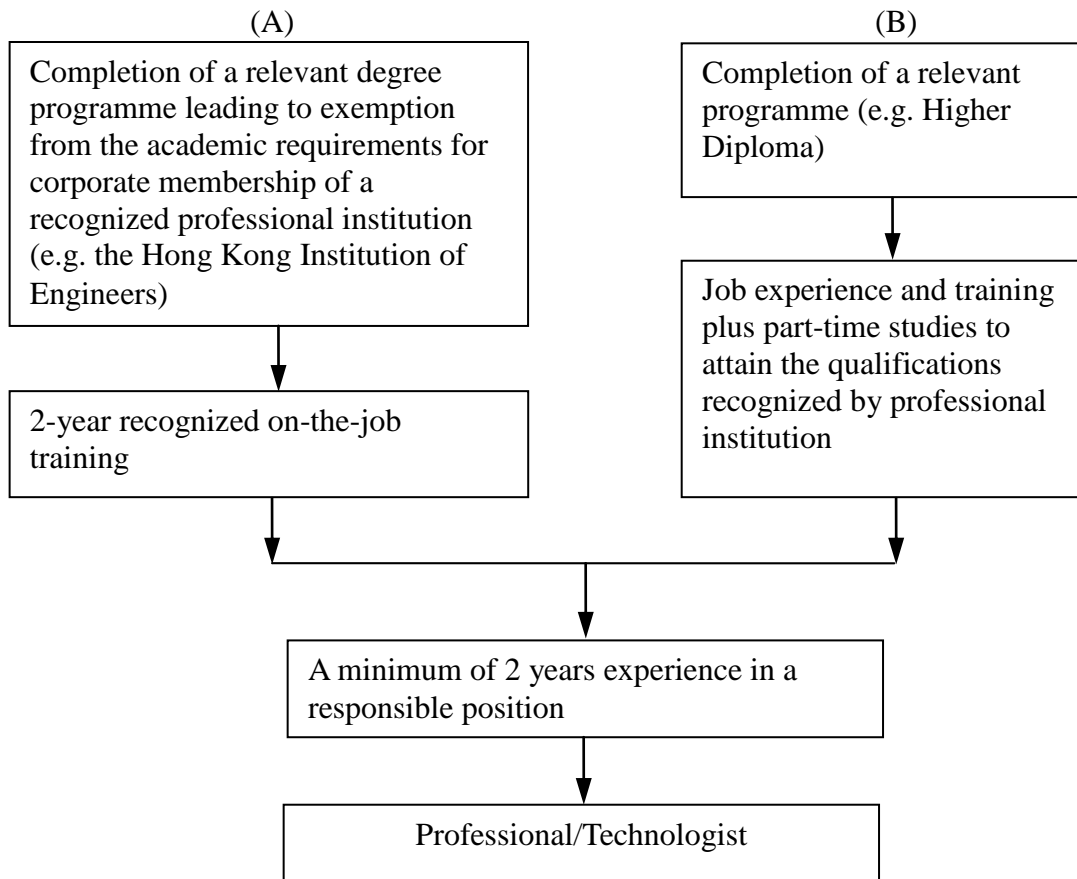 (A)
Completion of a relevant degree
programme leading to exemption
from the academic requirements for
corporate membership of a
recognized professional institution
(e.g. the Hong Kong Institution of
Engineers)
2-year recognized on-the-job
training
(B)
Completion of a relevant
programme (e.g. Higher
Diploma)
Job experience and training
plus part-time studies to
attain the qualifications
recognized by professional
institution
A minimum of 2 years experience in a
responsible position
Professional/Technologist